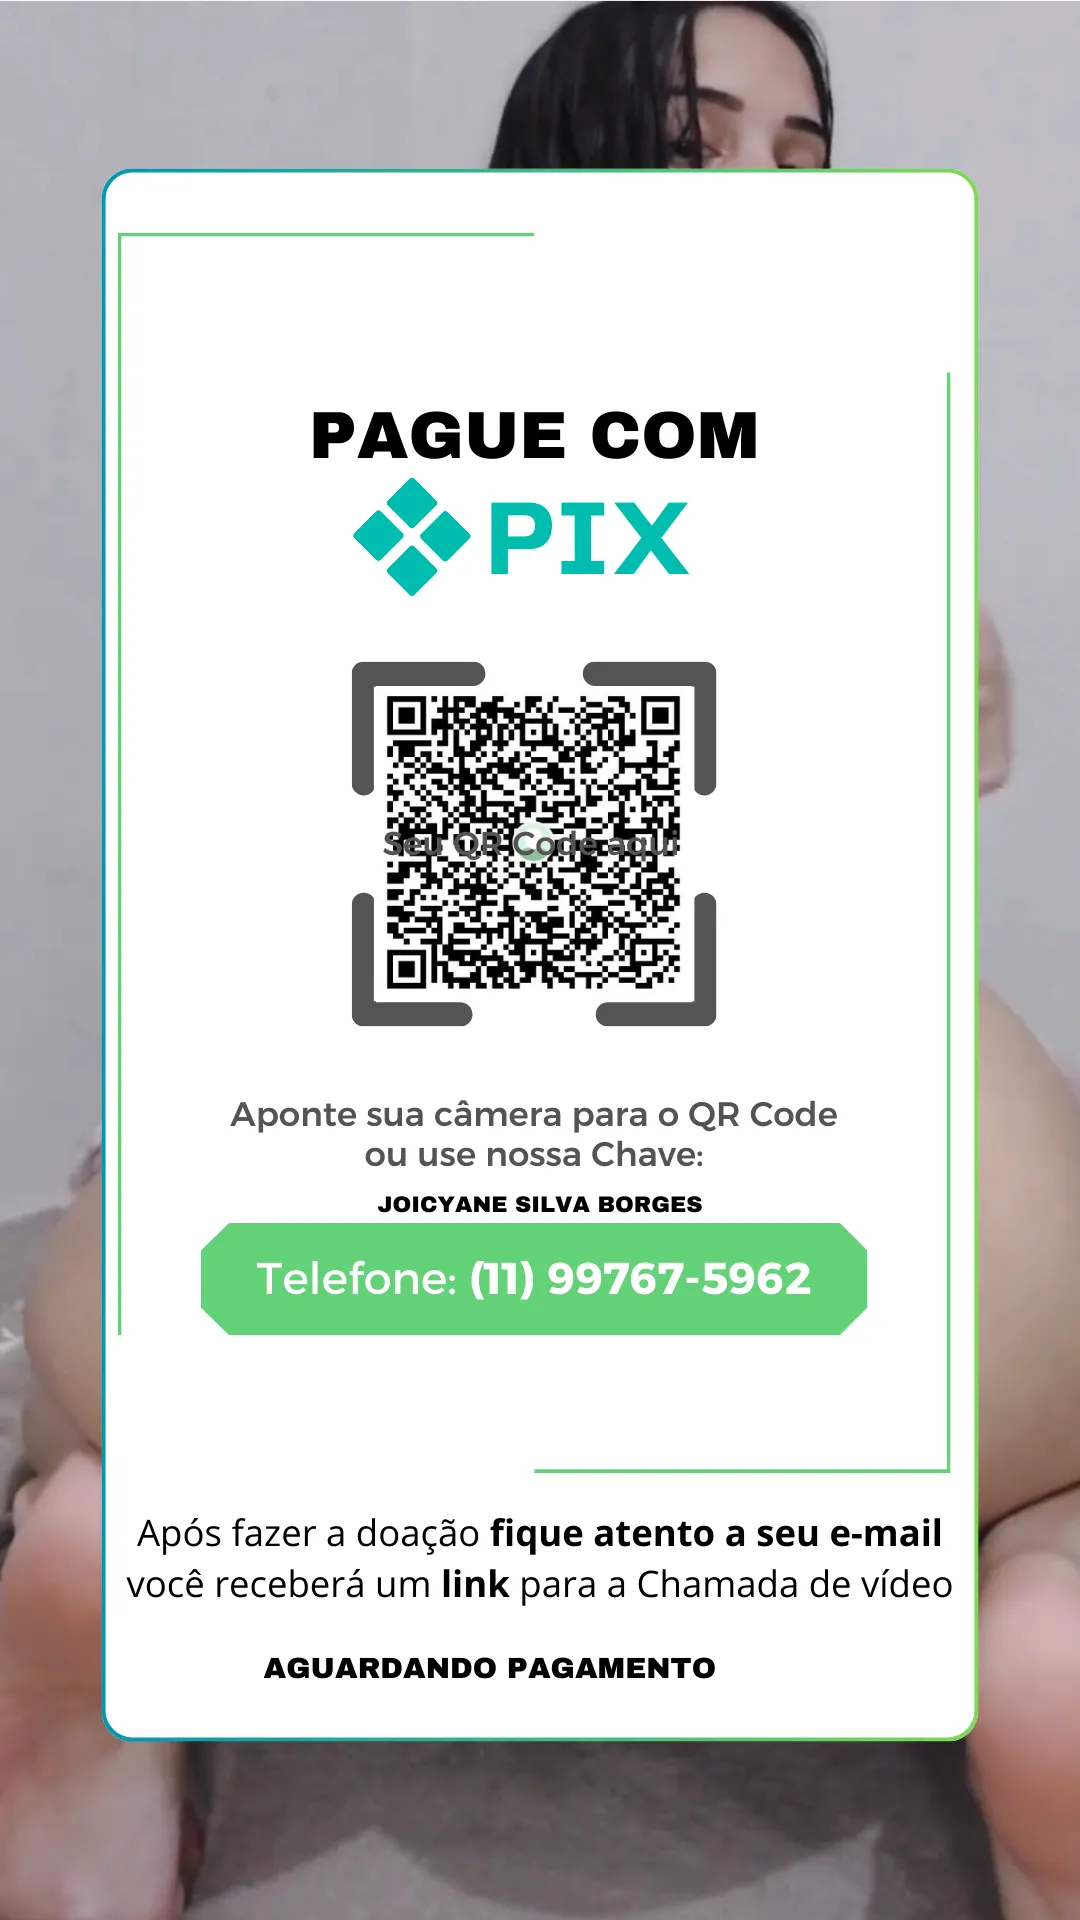 PAGUE COM
PIX
Seu QR Code aqui
Aponte sua câmera para o QR Code
ou use nossa Chave:
JOICYANE SILVA BORGES
Telefone: (11) 99767-5962
Após fazer a doação fique atento a seu e-mail
você receberá um link para a Chamada de vídeo
AGUARDANDO PAGAMENTO